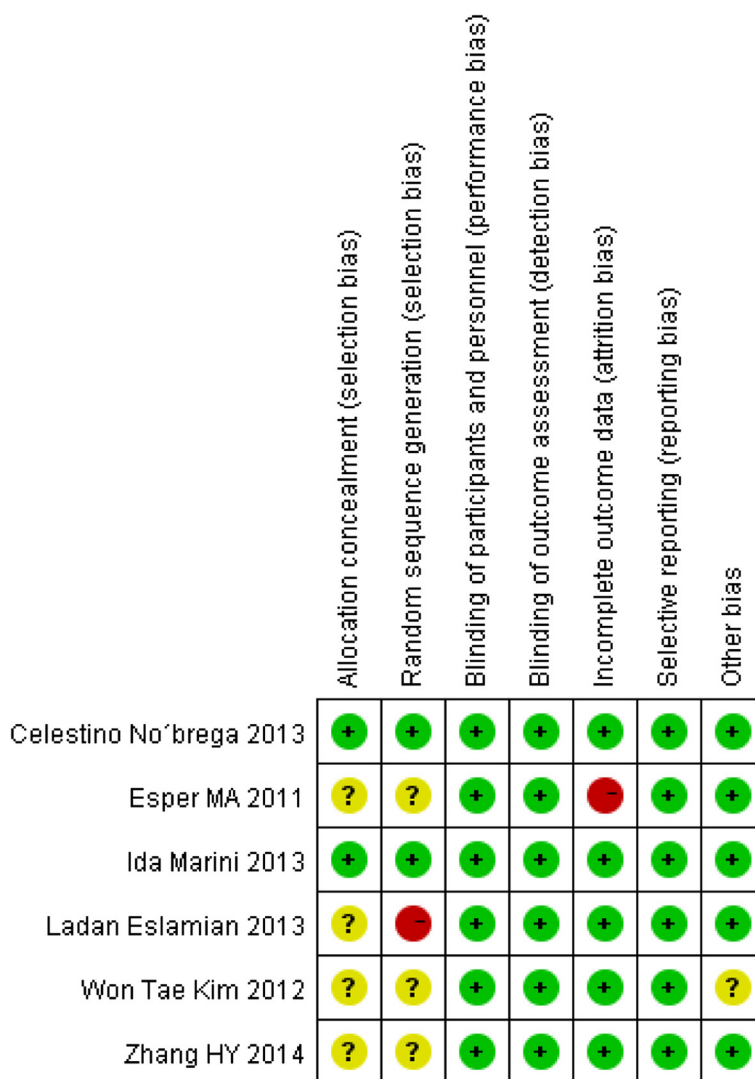 Allocation concealment (selection bias)
Random sequence generation (selection bias)
Blinding of participants and personnel (performance bias)
Blinding of outcome assessment (detection bias)
Incomplete outcome data (attrition bias)
Selective reporting (reporting bias)
Other bias
Celestino No´brega 2013 + + + + + + +
Esper MA 2011 ? ? + + - + +
Ida Marini 2013 + + + + + + +
Ladan Eslamian 2013 ? - + + + + +
Won Tae Kim 2012 ? ? + + + + ?
Zhang HY 2014 ? ? + + + + +